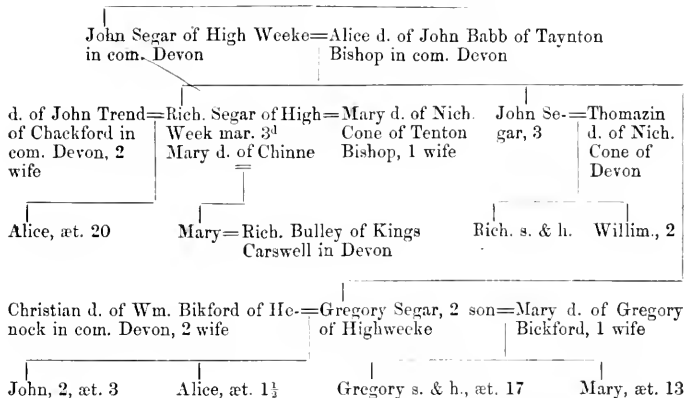 John Segar of High Weeke=Alice d. of John Babb of Taynton
in com. Devon Bishop in com. Devon
d. of John Trend=Rich. Segar of High=Mary d. of Nich. John Se-=Thomazin
of Chackford in Week mar. 3d Cone of Tenton gar, 3 d. of Nich.
com. Devon, 2 Mary d. of Chinne Bishop, 1 wife Cone of
wife = Devon
Alice, æt. 20 Mary=Rich. Bulley of Kings Rich. s. & h. Willim., 2
Carswell in Devon
Christian d. of Wm. Bikford of He-=Gregory Segar, 2 son=Mary d. of Gregory
nock in com. Devon, 2 wife of Highweeke Bickford, 1 wife
John, 2, æt. 3 Alice, æt. 1½ Gregory s. & h., æt. 17 Mary, æt. 13